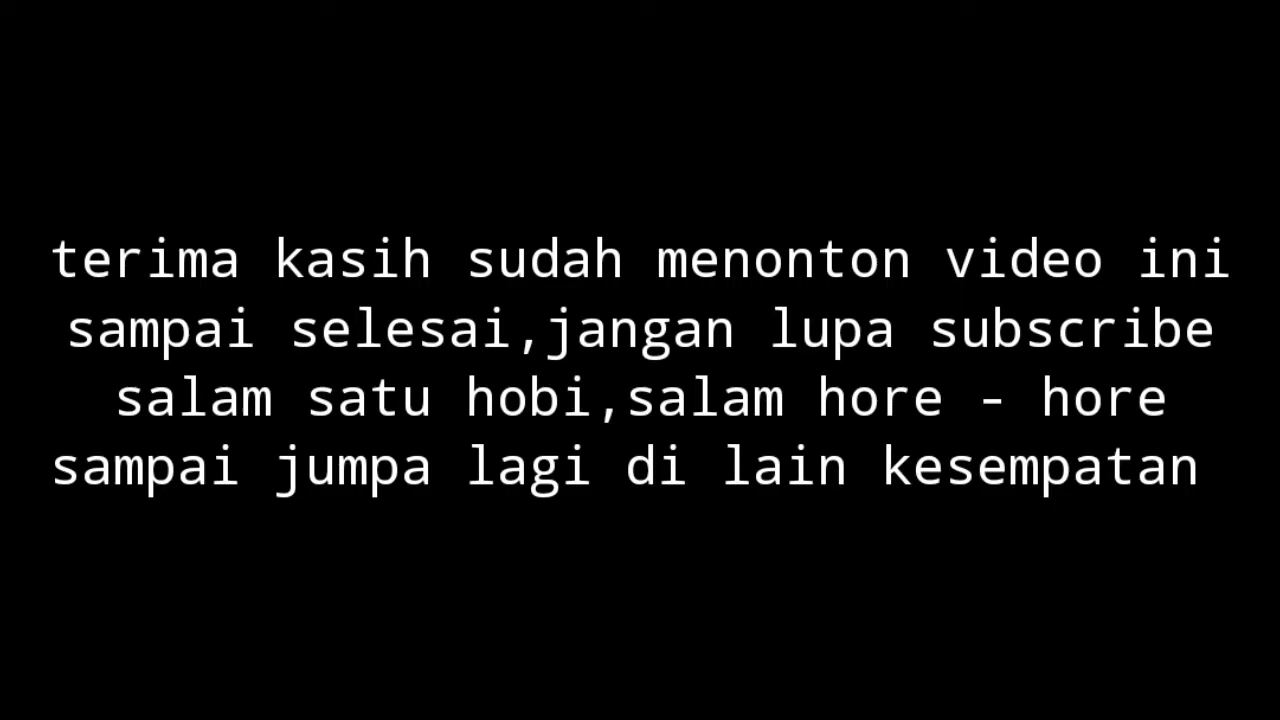 terima kasih sudah menonton video ini
sampai selesai,jangan lupa subscribe
salam satu hobi,salam hore - hore
sampai jumpa lagi di lain kesempatan